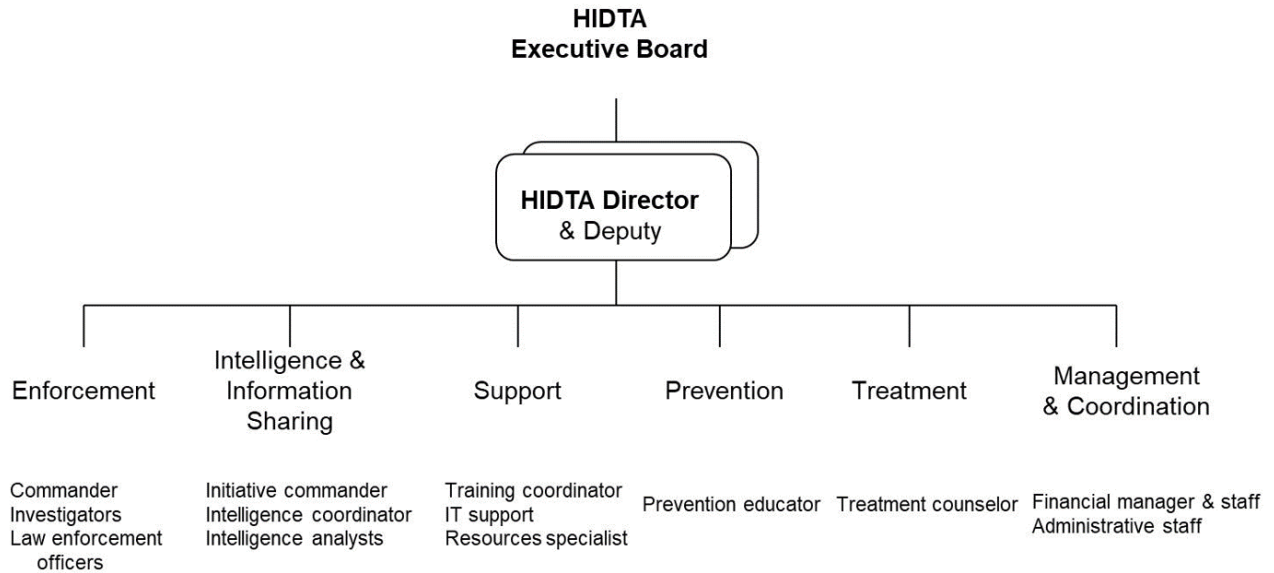 HIDTA
Executive Board
HIDTA Director
& Deputy
Enforcement
Intelligence &
Information
Sharing
Support
Prevention
Treatment
Management
& Coordination
Commander
Investigators
Law enforcement
officers
Initiative commander
Intelligence coordinator
Intelligence analysts
Training coordinator
IT support
Resources specialist
Prevention educator
Treatment counselor
Financial manager & staff
Administrative staff